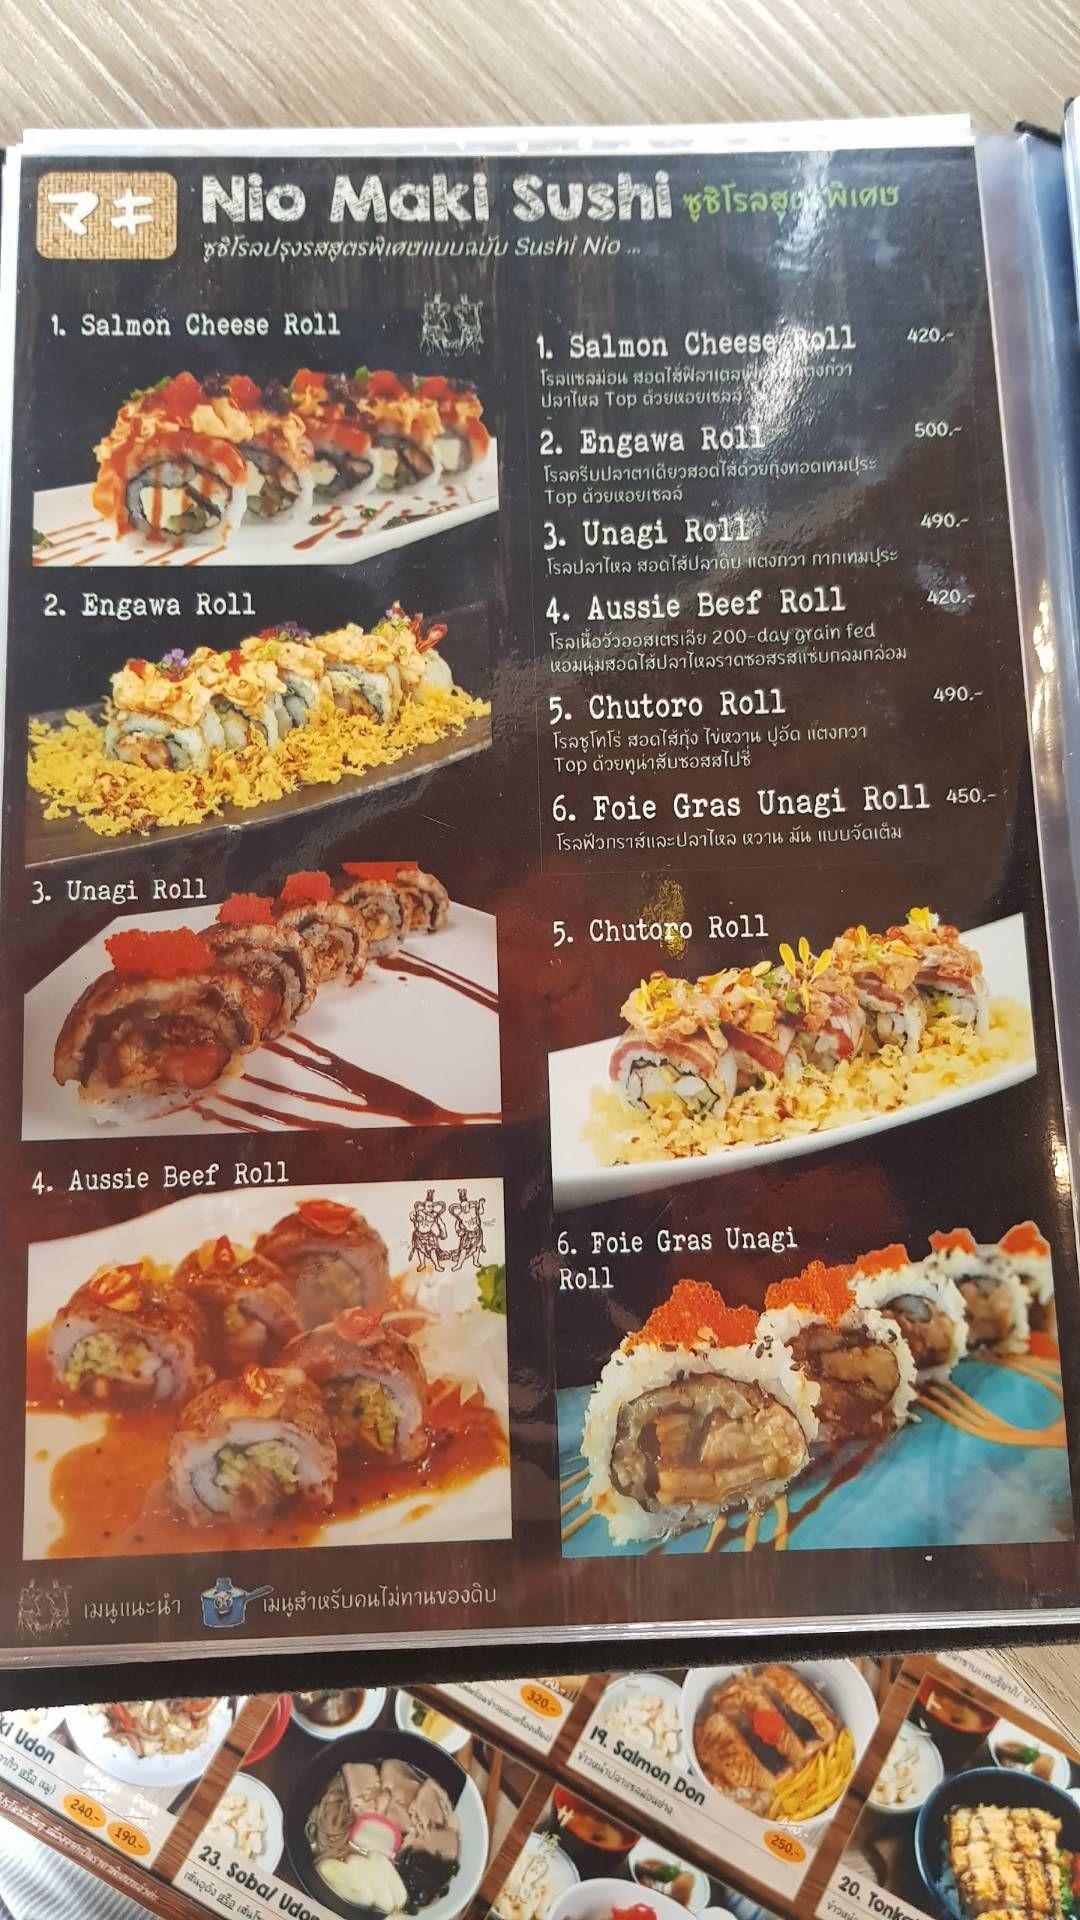 マキ
Nio Maki Sushi ซูชิโรลสูตรพิเศษ
ซูชิโรลปรุงรสสูตรพิเศษแบบฉบับ Sushi Nio ...
1. Salmon Cheese Roll
2. Engawa Roll
3. Unagi Roll
4. Aussie Beef Roll
1. Salmon Cheese Roll 420.-
โรลแซลม่อน สอดไส้ฟิลาเดลเฟีย แตงกวา
ปลาไหล Top ด้วยหอยเชลล์
2. Engawa Roll 500.-
โรลครีบปลาตาเดียวสอดไส้ด้วยกุ้งทอดเทมปุระ
Top ด้วยหอยเชลล์
3. Unagi Roll 490.-
โรลปลาไหล สอดไส้ปลาดิบ แตงกวา กากเทมปุระ
4. Aussie Beef Roll 420.-
โรลเนื้อวัวออสเตรเลีย 200-day grain fed
หอมนุ่มสอดไส้ปลาไหลราดซอสรสแซ่บกลมกล่อม
5. Chutoro Roll 490.-
โรลชูโทโร่ สอดไส้กุ้ง ไข่หวาน ปูอัด แตงกวา
Top ด้วยทูน่าสับซอสสไปซี่
6. Foie Gras Unagi Roll 450.-
โรลฟัวกราส์และปลาไหล หวาน มัน แบบจัดเต็ม
5. Chutoro Roll
6. Foie Gras Unagi
Roll
เมนูแนะนำ
เมนูสำหรับคนไม่ทานของดิบ
ki Udon
240.-
190.-
Pork
23. Soba/ Udon
320.-
19. Salmon Don
ข้าวหน้าปลาแซลม่อนย่าง
250.-
20. Tonka